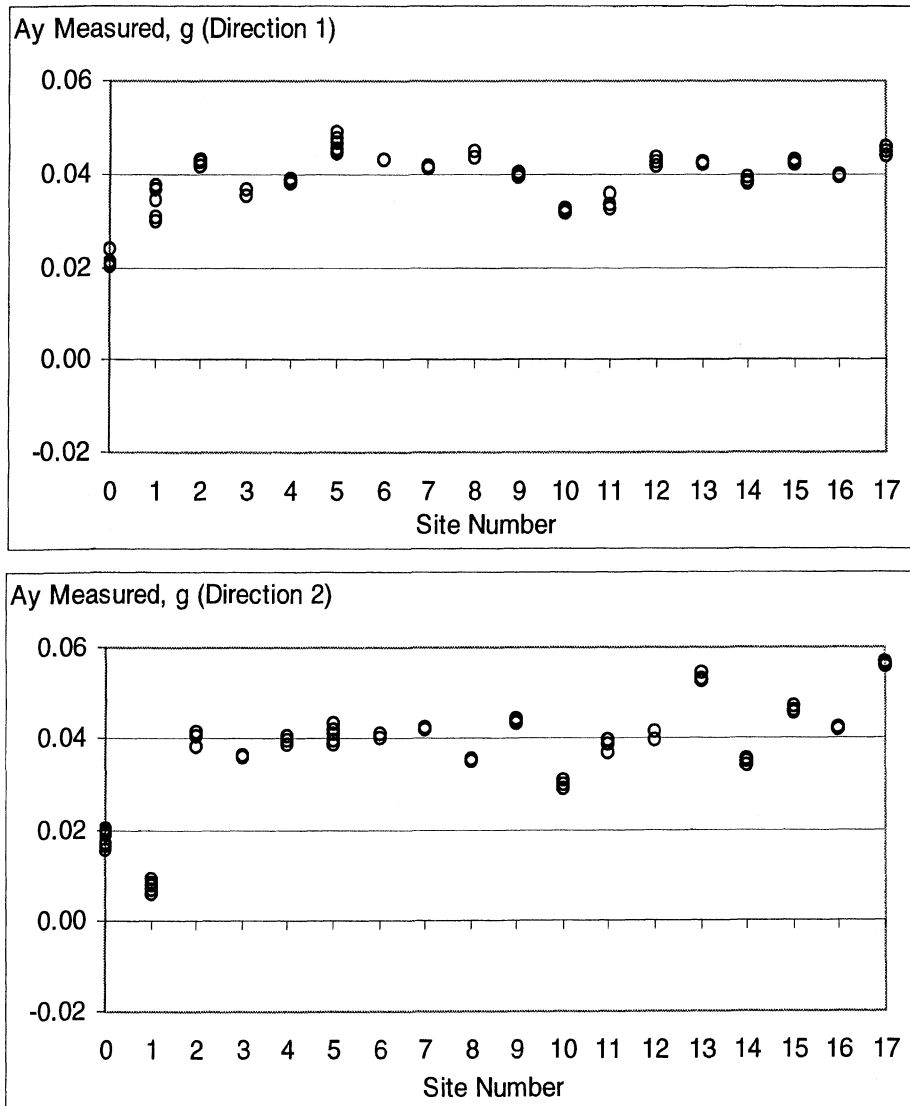 Ay Measured, g (Direction 1)
0.06
0.04
0.02
0.00
-0.02
0 1 2 3 4 5 6 7 8 9 10 11 12 13 14 15 16 17
Site Number
Ay Measured, g (Direction 2)
0.06
0.04
0.02
0.00
-0.02
0 1 2 3 4 5 6 7 8 9 10 11 12 13 14 15 16 17
Site Number